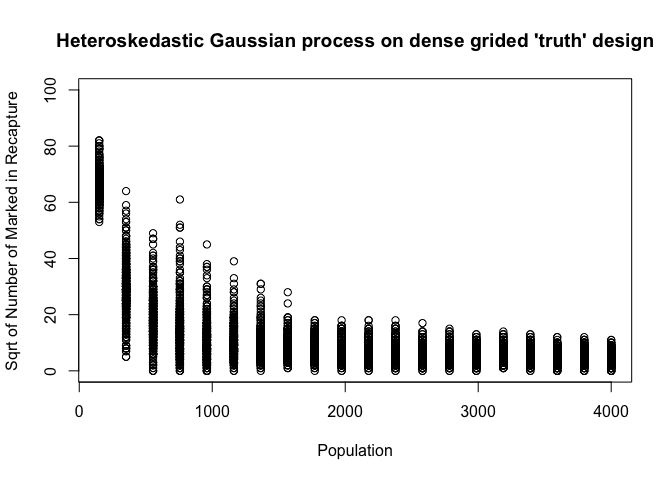 Heteroskedastic Gaussian process on dense grided 'truth' design
Sqrt of Number of Marked in Recapture
100
80
60
40
20
0
0 1000 2000 3000 4000
Population